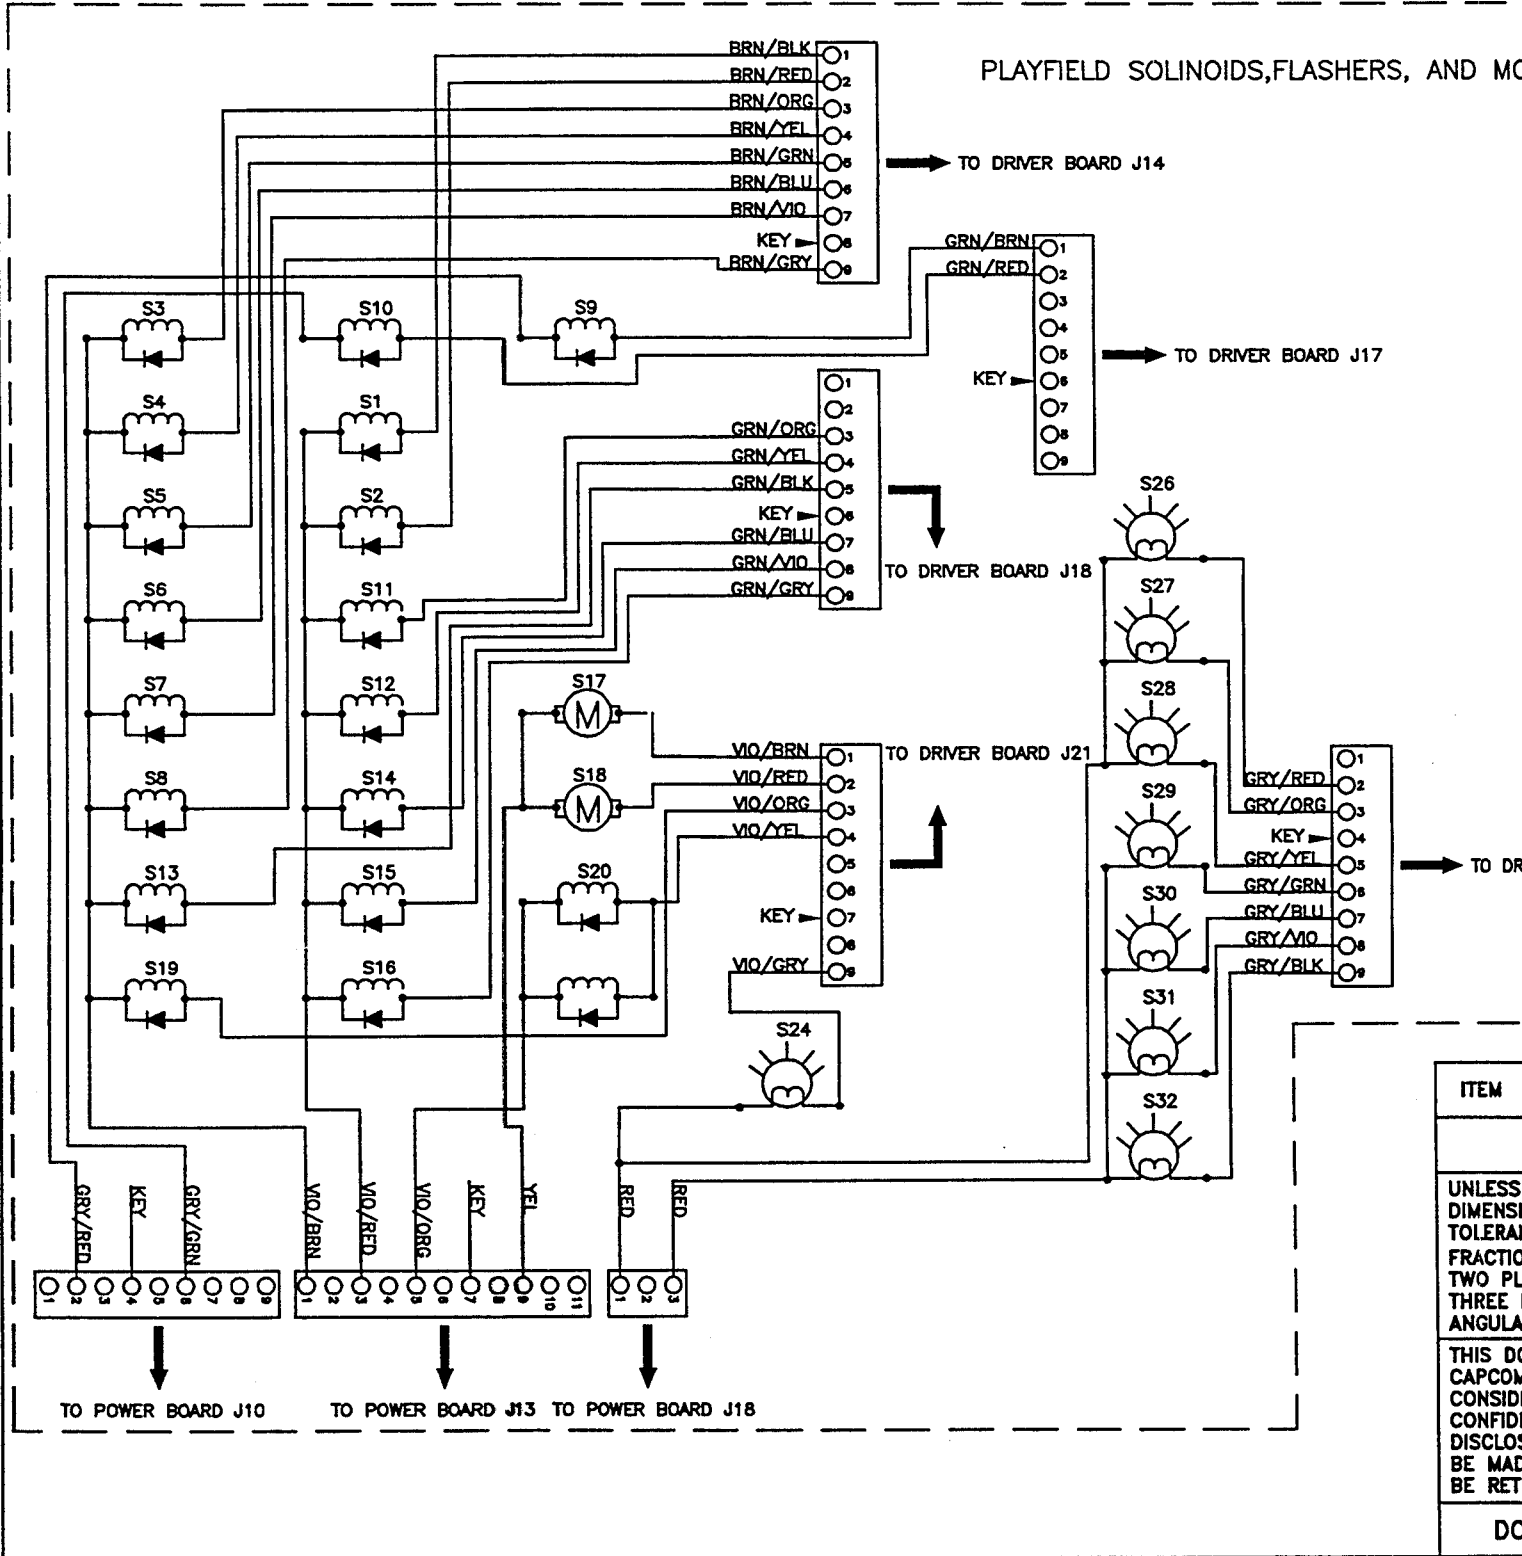 PLAYFIELD SOLINOIDS,FLASHERS, AND MO
BRN/BLK 1
BRN/RED 2
BRN/ORG 3
BRN/YEL 4
BRN/GRN 5
BRN/BLU 6
BRN/VIO 7
KEY 8
BRN/GRY 9
TO DRIVER BOARD J14
GRN/BRN 1
GRN/RED 2
3
4
5
KEY 6
7
8
9
TO DRIVER BOARD J17
S3 S10 S9
S4 S1
S5 S2
S6 S11
S7 S12 S17
M
S8 S14 S18
M
S13 S15 S20
S19 S16
1
2
GRN/ORG 3
GRN/YEL 4
GRN/BLK 5
KEY 6
GRN/BLU 7
GRN/VIO 8
GRN/GRY 9
TO DRIVER BOARD J18
VIO/BRN 1
VIO/RED 2
VIO/ORG 3
VIO/YEL 4
5
6
KEY 7
8
VIO/GRY 9
TO DRIVER BOARD J21
S24
S26
S27
S28
S29
S30
S31
S32
1
GRY/RED 2
GRY/ORG 3
KEY 4
GRY/YEL 5
GRY/GRN 6
GRY/BLU 7
GRY/VIO 8
GRY/BLK 9
TO DR
GRY/RED KEY GRY/GRN
1 2 3 4 5 6 7 8 9
TO POWER BOARD J10
VIO/BRN VIO/RED VIO/ORG KEY YEL
1 2 3 4 5 6 7 8 9 10 11
TO POWER BOARD J13
RED RED
1 2 3
TO POWER BOARD J18
ITEM
UNLESS
DIMENSI
TOLERAN
FRACTIO
TWO PL
THREE
ANGULA
THIS DO
CAPCOM
CONSIDE
CONFIDE
DISCLOS
BE MAD
BE RET
DO